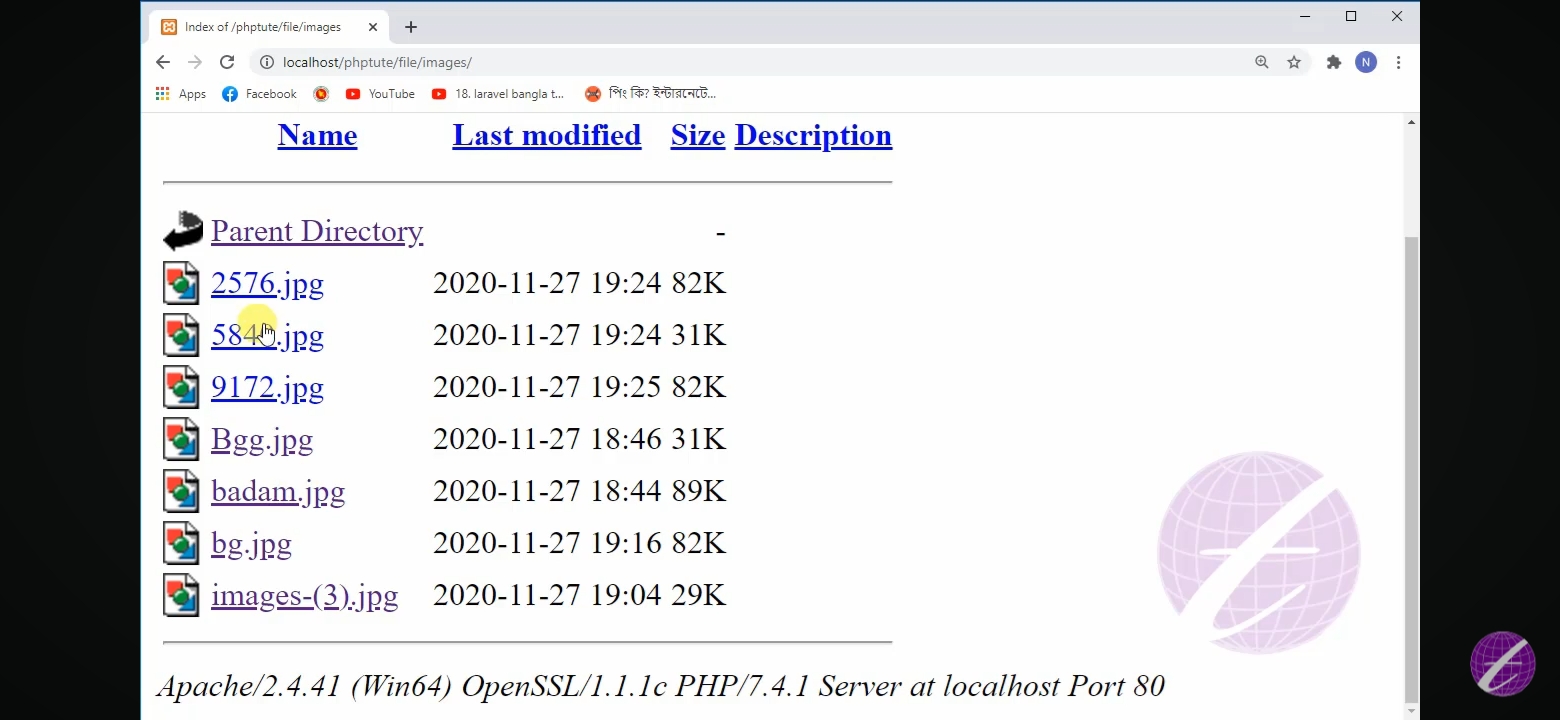 Index of /phptute/file/images
localhost/phptute/file/images/
N
Apps Facebook YouTube 18. laravel bangla t... পিং কি? ইন্টারনেটে...
Name Last modified Size Description
Parent Directory -
2576.jpg 2020-11-27 19:24 82K
.jpg 2020-11-27 19:24 31K
9172.jpg 2020-11-27 19:25 82K
Bgg.jpg 2020-11-27 18:46 31K
badam.jpg 2020-11-27 18:44 89K
bg.jpg 2020-11-27 19:16 82K
images-(3).jpg 2020-11-27 19:04 29K
Apache/2.4.41 (Win64) OpenSSL/1.1.1c PHP/7.4.1 Server at localhost Port 80